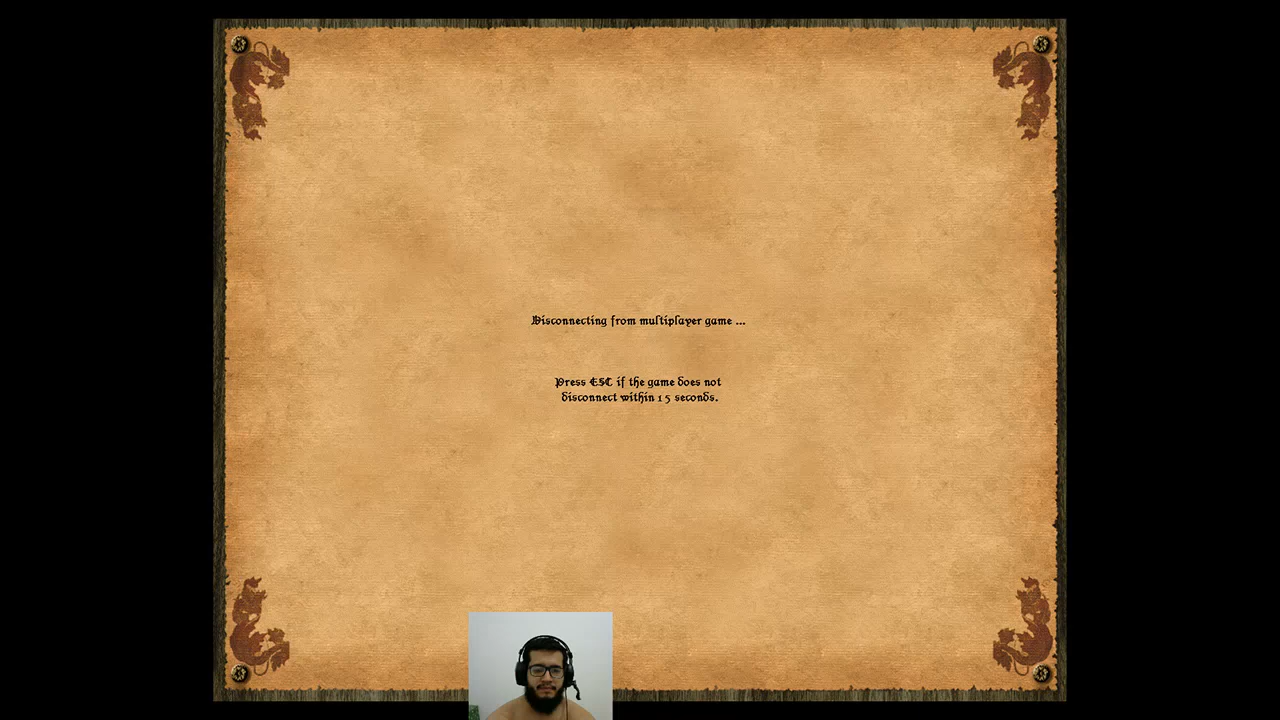 Disconnecting from multiplayer game ...
Press ESC if the game does not
disconnect within 15 seconds.